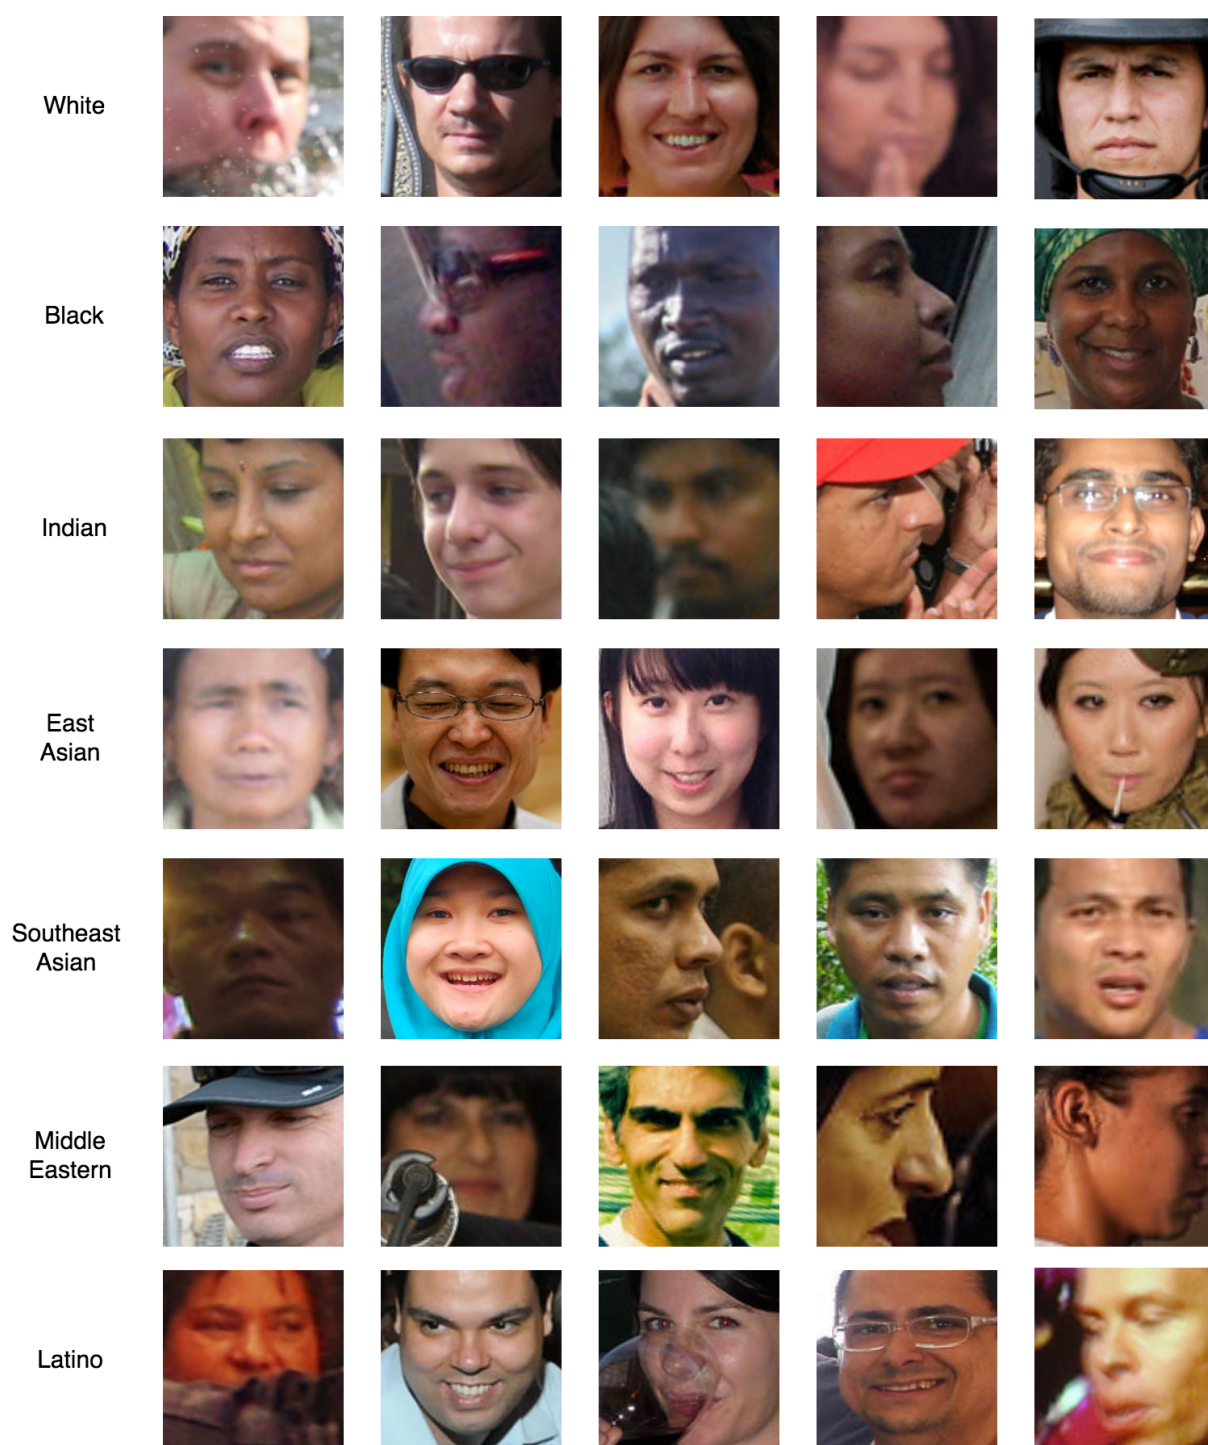 White
Black
Indian
East
Asian
Southeast
Asian
Middle
Eastern
Latino